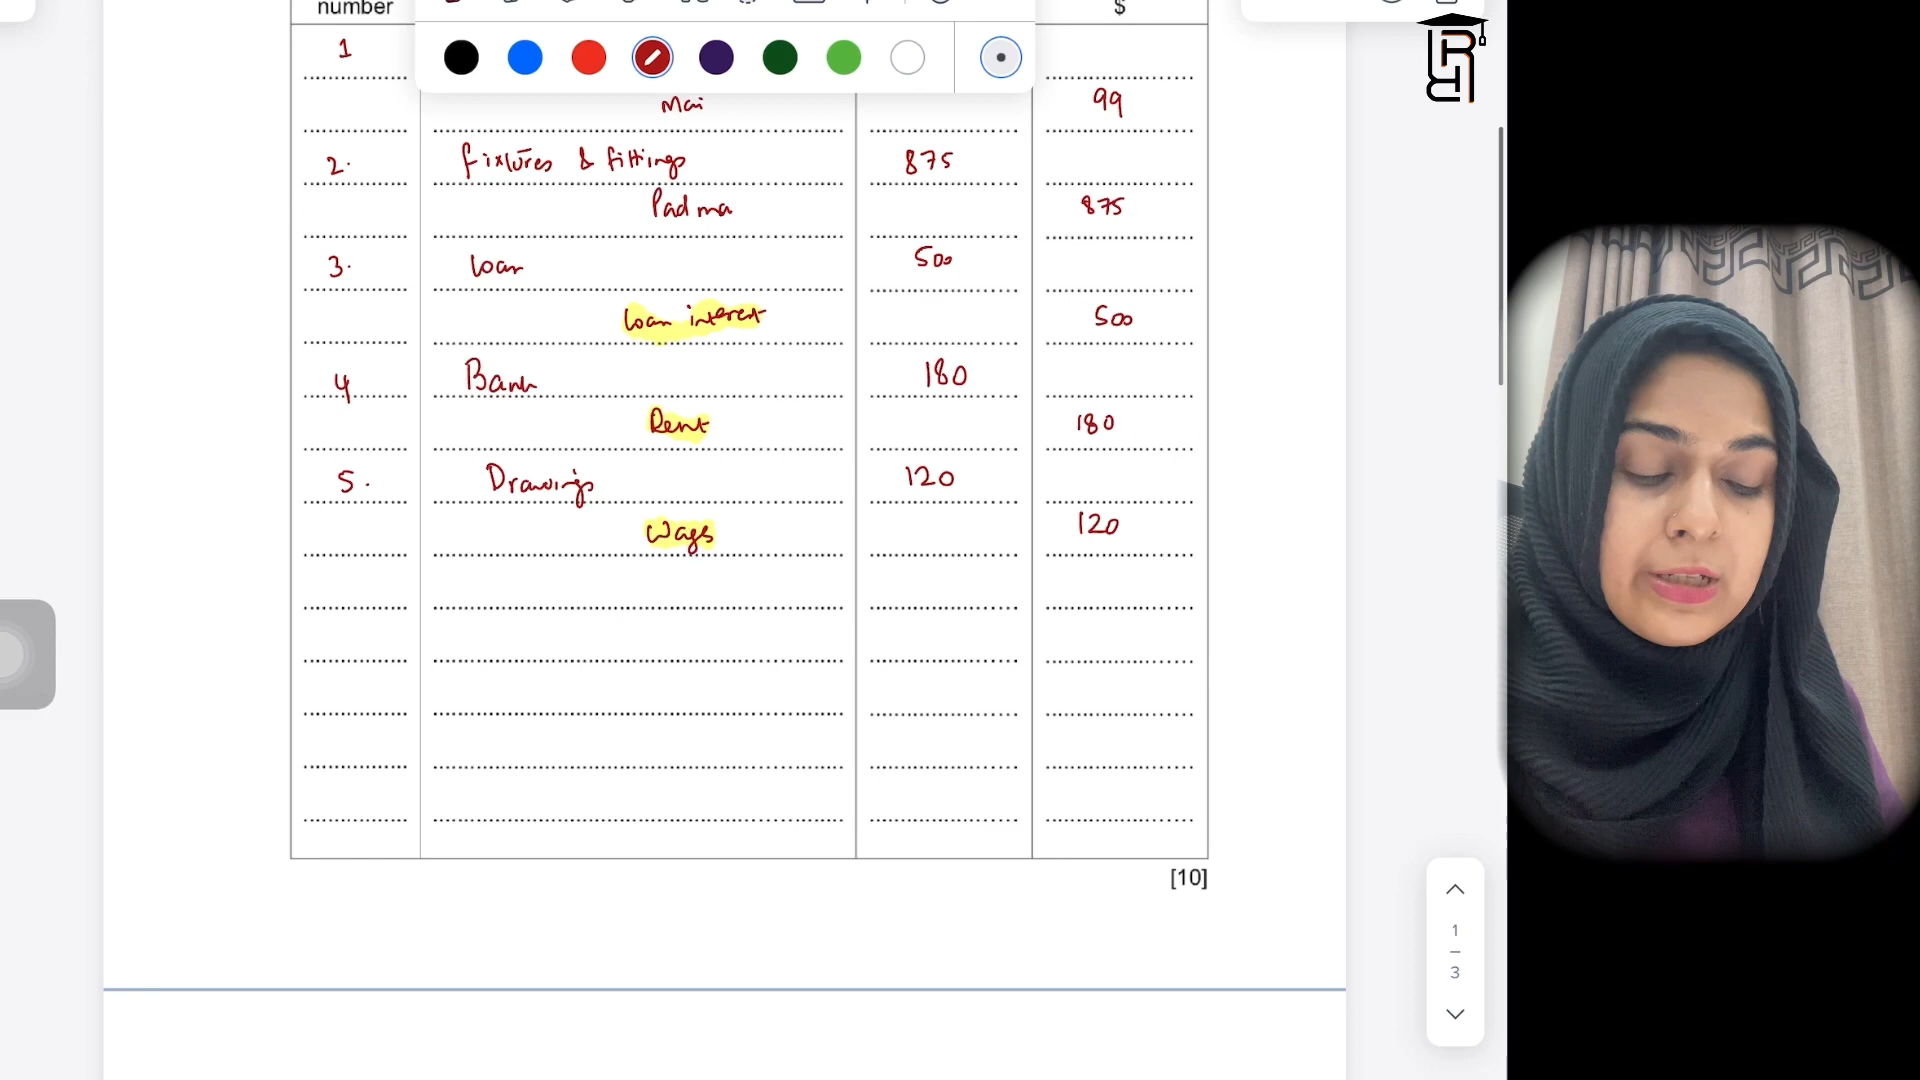 number $
1
Mai 99
2. fixtures & fittings 875
Padma 875
3. loan 500
loan interest 500
4 Bank 180
Rent 180
5. Drawings 120
Wages 120
[10]
1
3